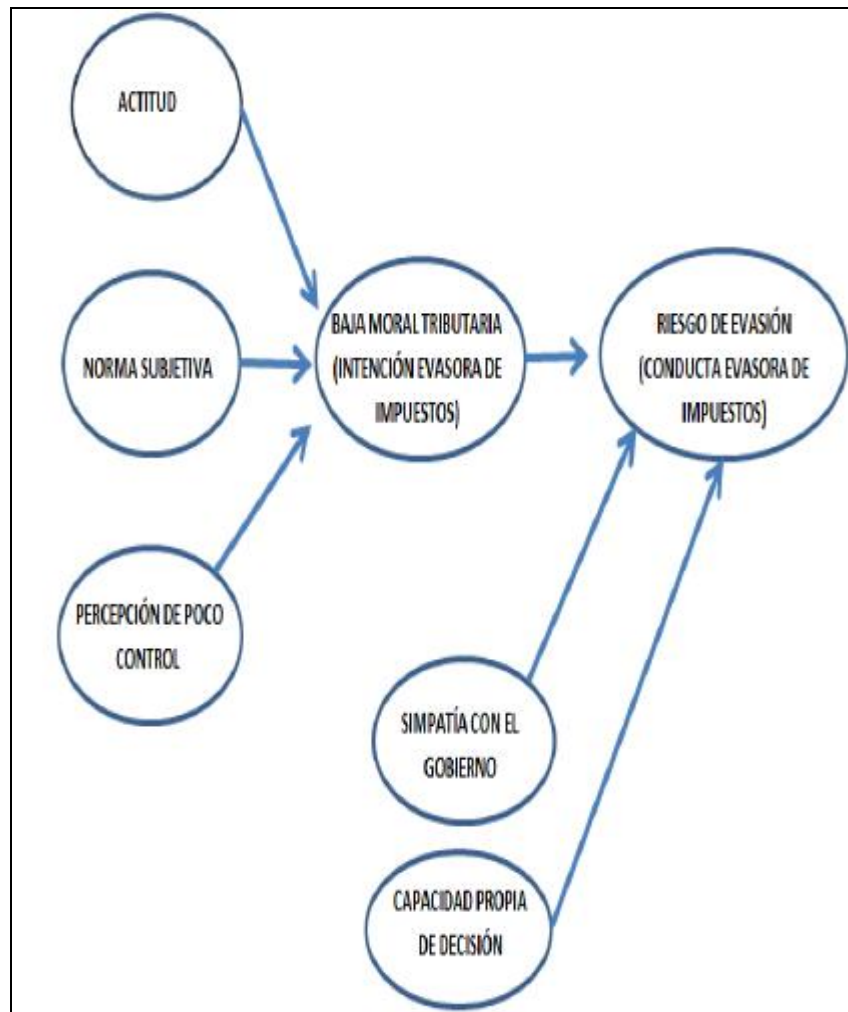 ACTITUD
NORMA SUBJETIVA
PERCEPCIÓN DE POCO
CONTROL
BAJA MORAL TRIBUTARIA
(INTENCIÓN EVASORA DE
IMPUESTOS)
RIESGO DE EVASIÓN
(CONDUCTA EVASORA DE
IMPUESTOS)
SIMPATÍA CON EL
GOBIERNO
CAPACIDAD PROPIA
DE DECISIÓN